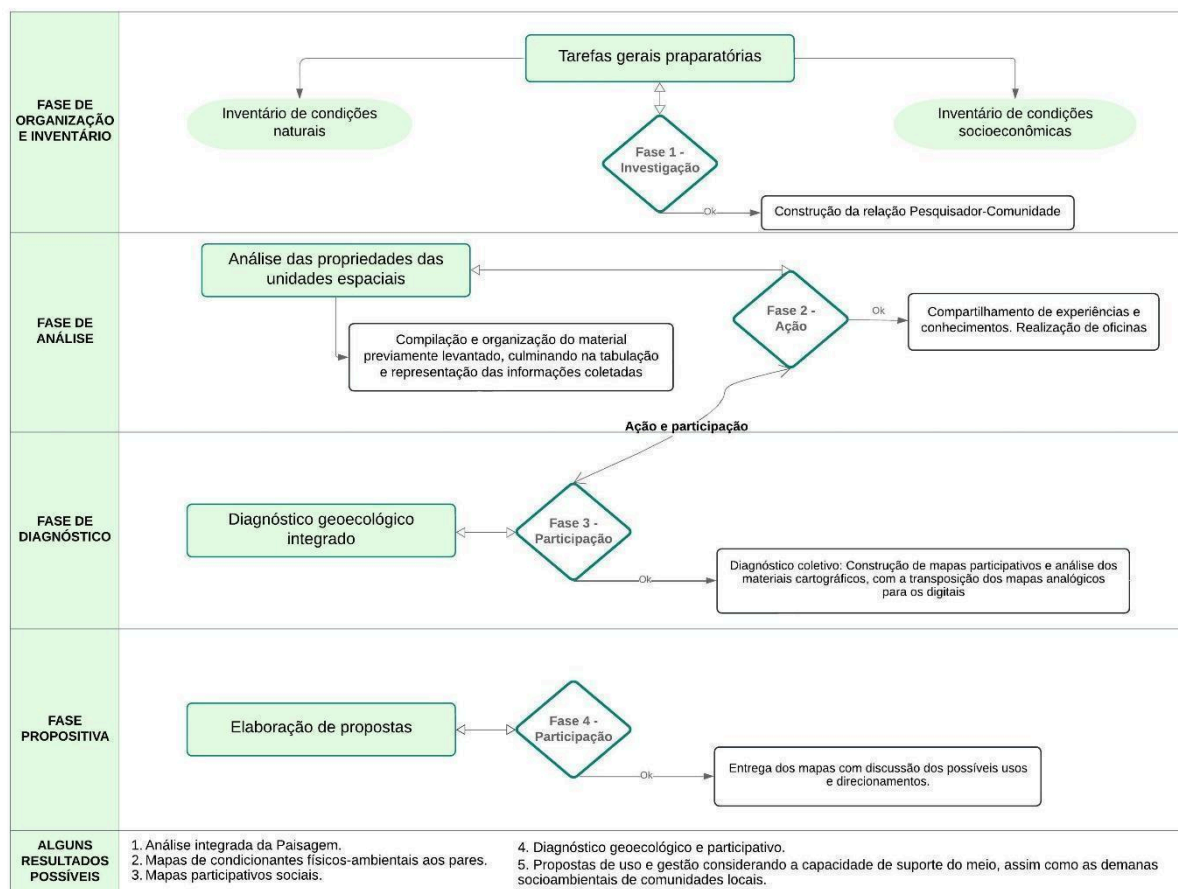 FASE DE
ORGANIZAÇÃO
E INVENTÁRIO
Tarefas gerais praparatórias
Inventário de condições
naturais
Inventário de condições
socioeconômicas
Fase 1 -
Investigação
Ok
Construção da relação Pesquisador-Comunidade
FASE DE
ANÁLISE
Análise das propriedades das
unidades espaciais
Compilação e organização do material
previamente levantado, culminando na tabulação
e representação das informações coletadas
Fase 2 -
Ação
Ok
Compartilhamento de experiências e
conhecimentos. Realização de oficinas
Ação e participação
FASE DE
DIAGNÓSTICO
Diagnóstico geoecológico
integrado
Fase 3 -
Participação
Ok
Diagnóstico coletivo: Construção de mapas participativos e análise dos
materiais cartográficos, com a transposição dos mapas analógicos
para os digitais
FASE
PROPOSITIVA
Elaboração de propostas
Fase 4 -
Participação
Ok
Entrega dos mapas com discussão dos possíveis usos
e direcionamentos.
ALGUNS
RESULTADOS
POSSÍVEIS
1. Análise integrada da Paisagem.
2. Mapas de condicionantes físicos-ambientais aos pares.
3. Mapas participativos sociais.
4. Diagnóstico geoecológico e participativo.
5. Propostas de uso e gestão considerando a capacidade de suporte do meio, assim como as demanas
socioambientais de comunidades locais.